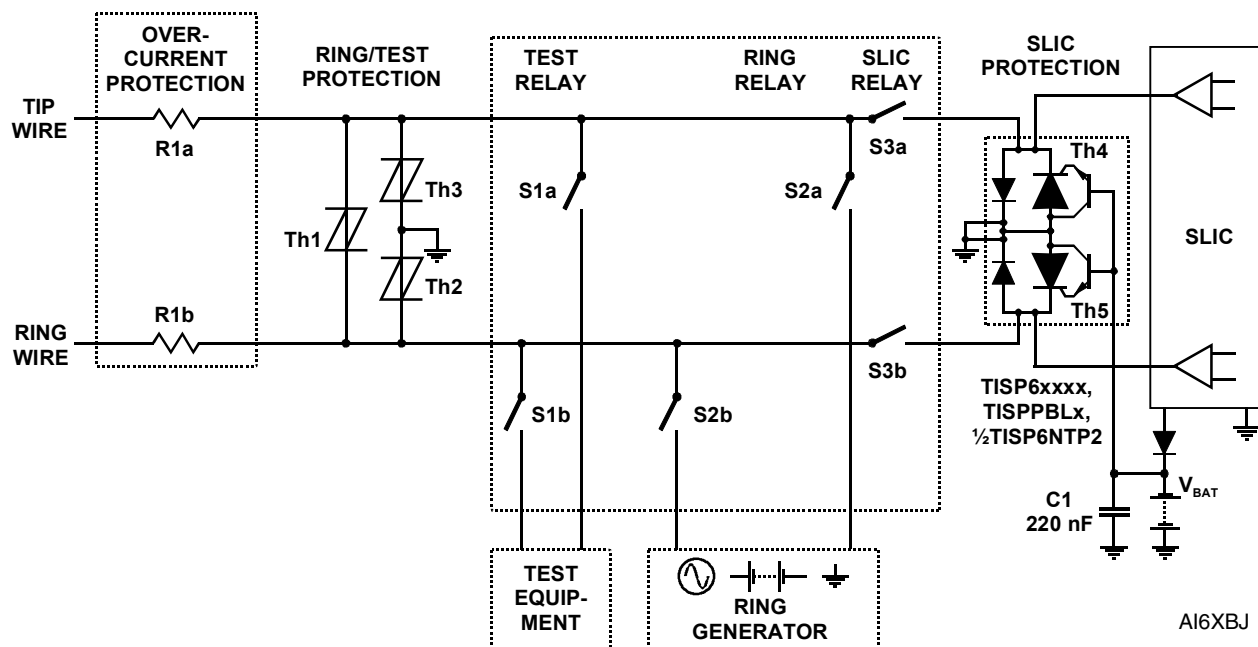 OVER-
CURRENT
PROTECTION
RING/TEST
PROTECTION
TEST
RELAY
RING
RELAY
SLIC
RELAY
SLIC
PROTECTION
TIP
WIRE
R1a
Th3
Th1
Th2
S1a
S2a
S3a
Th4
SLIC
Th5
RING
WIRE
R1b
S3b
S1b
S2b
TISP6xxxx,
TISPPBLx,
½TISP6NTP2
C1
220 nF
VBAT
TEST
EQUIP-
MENT
RING
GENERATOR
AI6XBJ